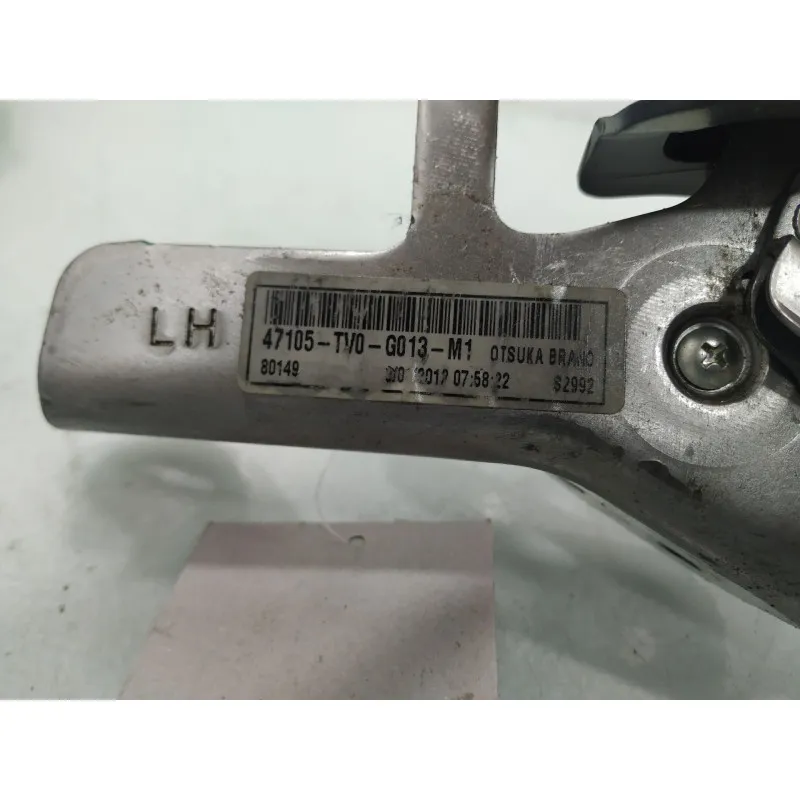 LH
47105-TV0-G013-M1 OTSUKA BRAND
80149 2012 07:58:22 S2992